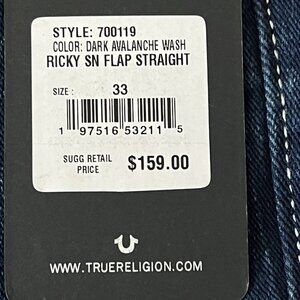 STYLE: 700119
COLOR: DARK AVALANCHE WASH
RICKY SN FLAP STRAIGHT
SIZE : 33
1 97516 53211 5
SUGG RETAIL
PRICE $159.00
WWW.TRUERELIGION.COM